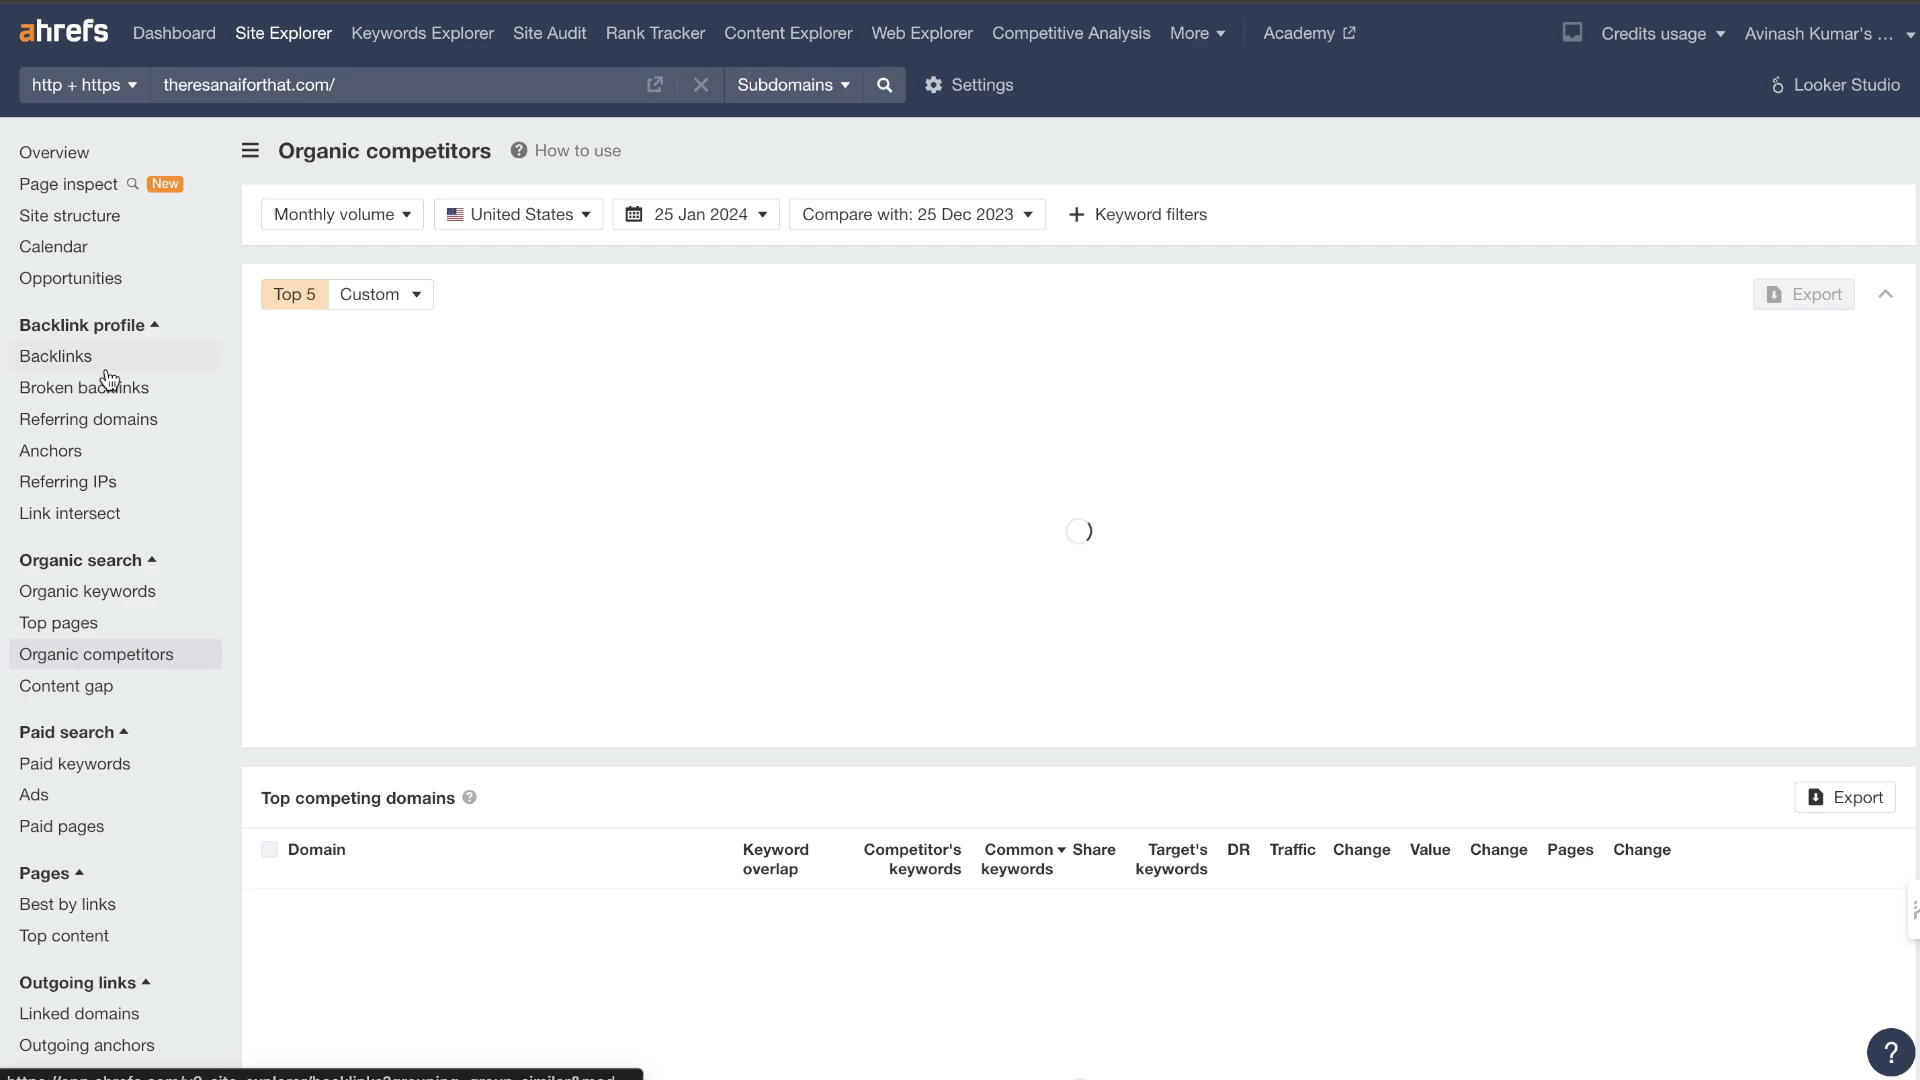 ahrefs Dashboard Site Explorer Keywords Explorer Site Audit Rank Tracker Content Explorer Web Explorer Competitive Analysis More Academy Credits usage Avinash Kumar's ...
http + https theresanaiforthat.com/ Subdomains Settings Looker Studio
Overview
Page inspect New
Site structure
Calendar
Opportunities
Backlink profile
Backlinks
Broken backlinks
Referring domains
Anchors
Referring IPs
Link intersect
Organic search
Organic keywords
Top pages
Organic competitors
Content gap
Paid search
Paid keywords
Ads
Paid pages
Pages
Best by links
Top content
Outgoing links
Linked domains
Outgoing anchors
Organic competitors ? How to use
Monthly volume United States 25 Jan 2024 Compare with: 25 Dec 2023 + Keyword filters
Top 5 Custom Export
Top competing domains ? Export
Domain Keyword overlap Competitor's keywords Common keywords Share Target's keywords DR Traffic Change Value Change Pages Change
?